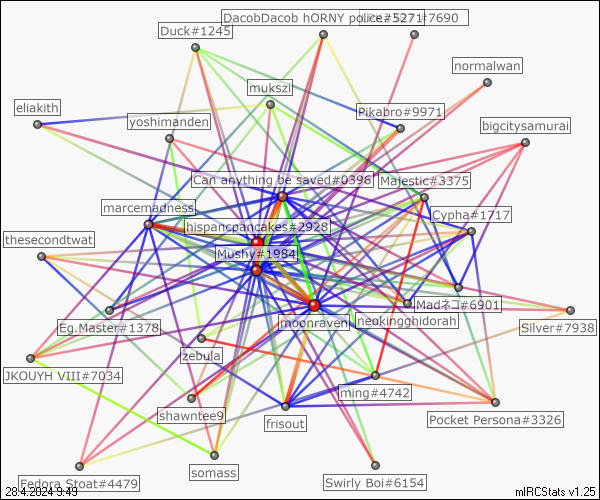 DacobDacob hORNY police#5271
#7690
Duck#1245
normalwan
mukszi
eliakith
Pikabro#9971
yoshimanden
bigcitysamurai
Can anything be saved#0396
Majestic#3375
marcemadness
Cypha#1717
hispancpancakes#2928
thesecondtwat
Mushy#1984
Madネコ#6901
Eg.Master#1378
moonraven
neokingghidorah
Silver#7938
zebula
JKOUYH VIII#7034
ming#4742
shawntee9
Pocket Persona#3326
frisout
somass
Fedora Stoat#4479
Swirly Boi#6154
28.4.2024 9:49
mIRCStats v1.25